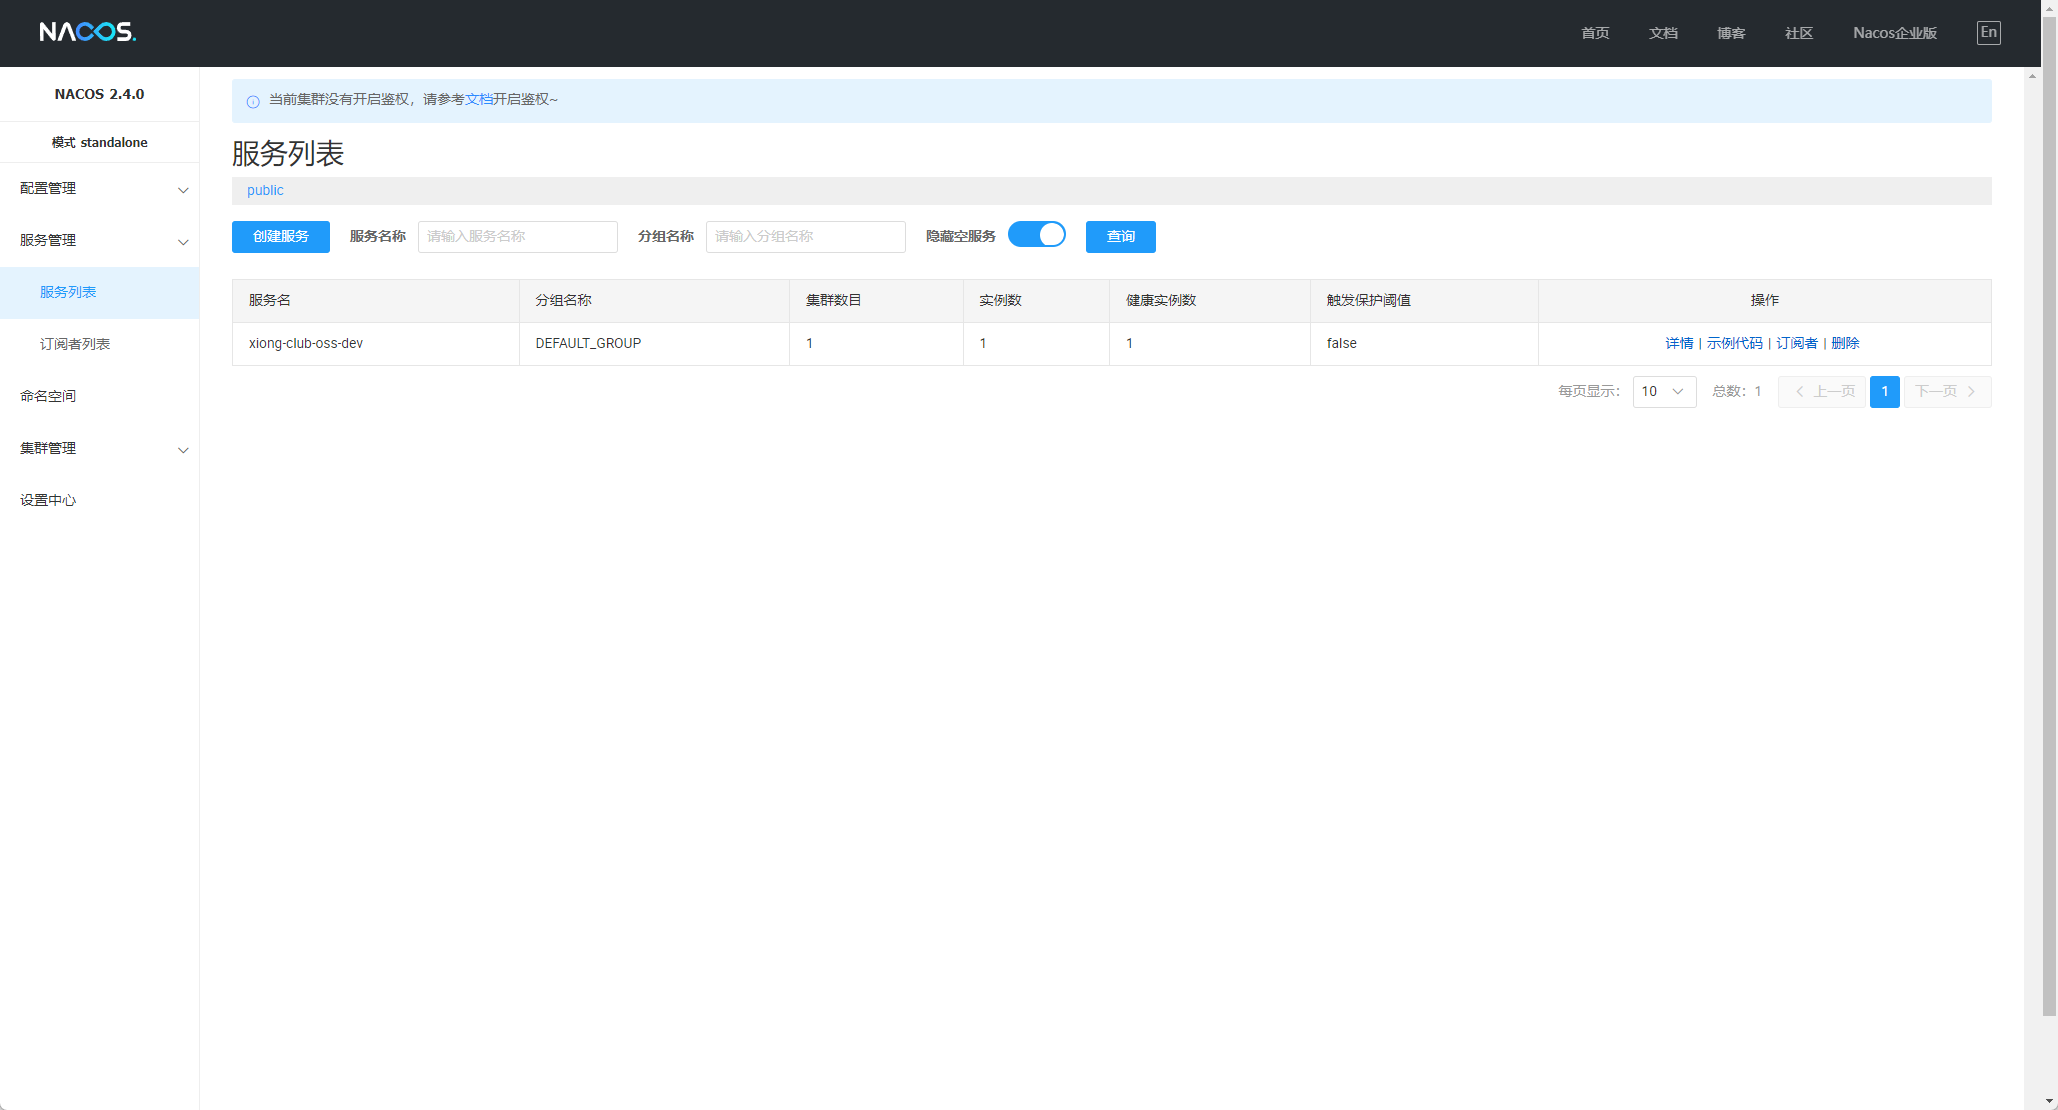 NACOS.
首页 文档 博客 社区 Nacos企业版 En
NACOS 2.4.0
模式 standalone
配置管理
服务管理
服务列表
订阅者列表
命名空间
集群管理
设置中心
当前集群没有开启鉴权，请参考文档开启鉴权~
服务列表
public
创建服务 服务名称 请输入服务名称 分组名称 请输入分组名称 隐藏空服务 查询
服务名 分组名称 集群数目 实例数 健康实例数 触发保护阈值 操作
xiong-club-oss-dev DEFAULT_GROUP 1 1 1 false 详情 | 示例代码 | 订阅者 | 删除
每页显示： 10 总数：1 上一页 1 下一页